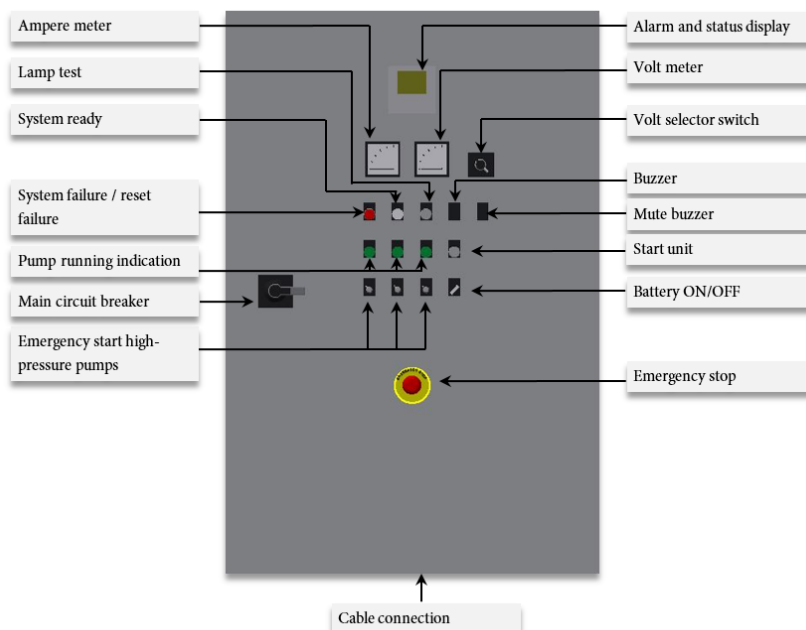 Ampere meter
Lamp test
System ready
System failure / reset
failure
Pump running indication
Main circuit breaker
Emergency start high-
pressure pumps
Alarm and status display
Volt meter
Volt selector switch
Buzzer
Mute buzzer
Start unit
Battery ON/OFF
Emergency stop
Cable connection